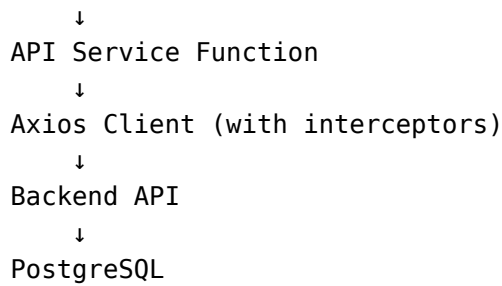 ↓
API Service Function
↓
Axios Client (with interceptors)
↓
Backend API
↓
PostgreSQL